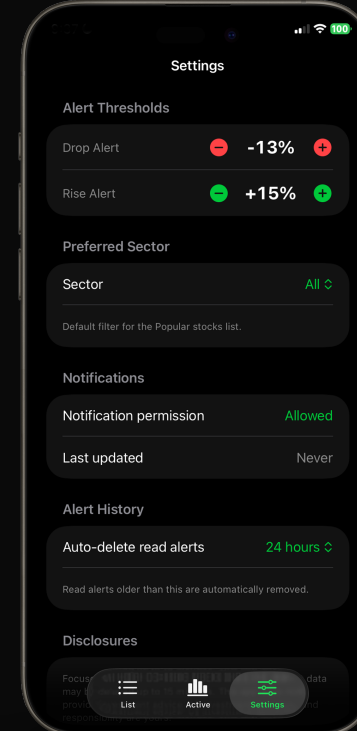 100
Settings
Alert Thresholds
Drop Alert
-13%
Rise Alert
+15%
Preferred Sector
Sector
All
Default filter for the Popular stocks list.
Notifications
Notification permission
Allowed
Last updated
Never
Alert History
Auto-delete read alerts
24 hours
Read alerts older than this are automatically removed.
Disclosures
data
may
List
Active
Settings